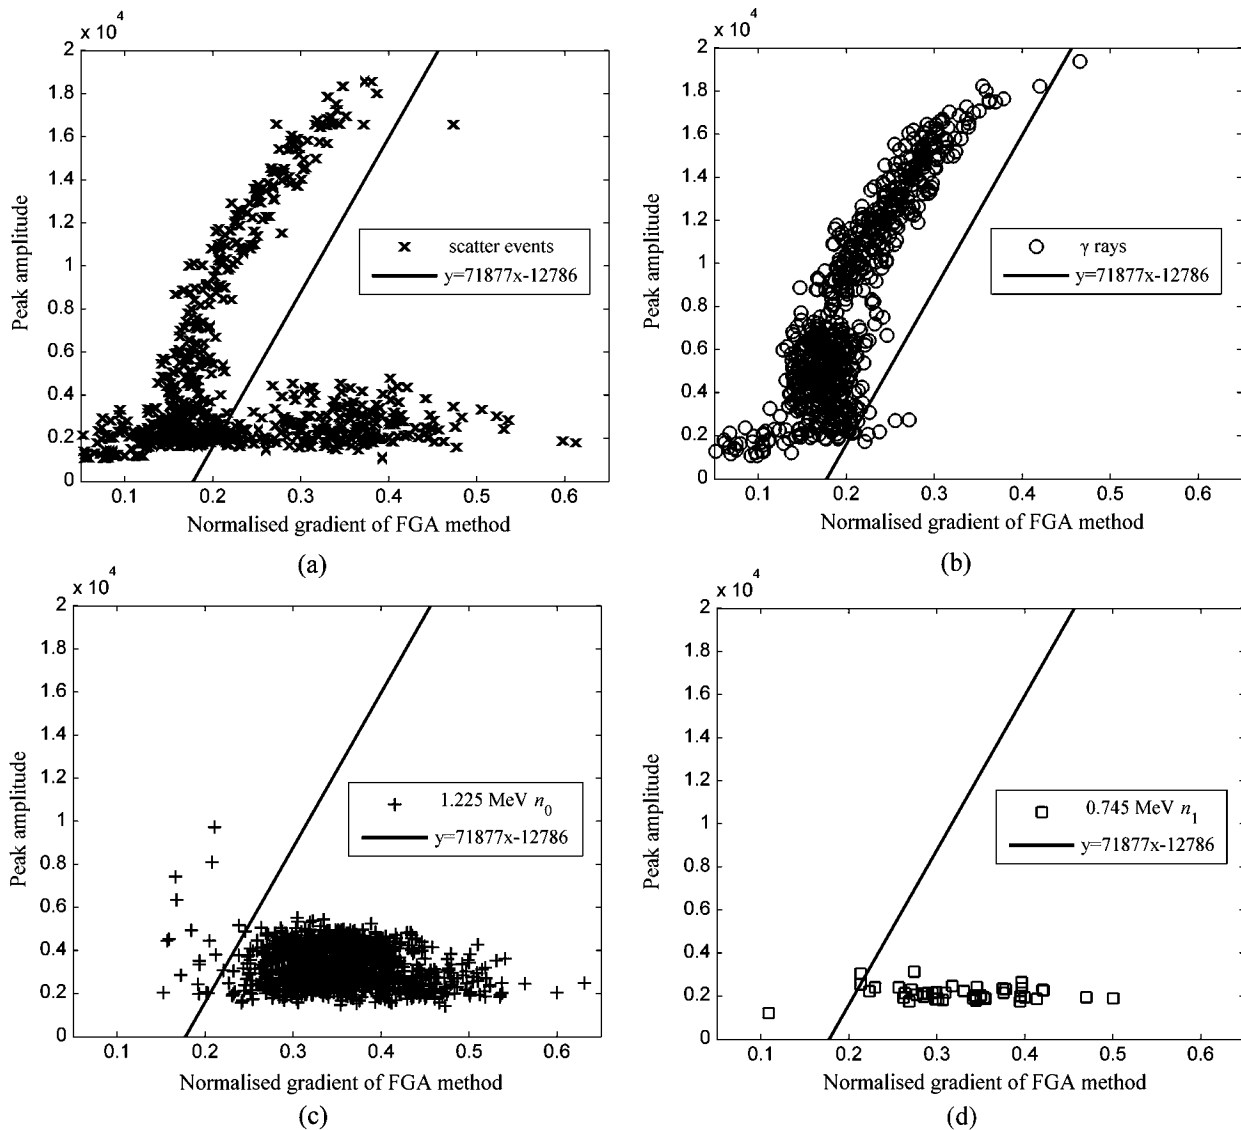 x 10^4
2
1.8
1.6
1.4
1.2
1
0.8
0.6
0.4
0.2
0
0.1
0.2
0.3
0.4
0.5
0.6
Peak amplitude
Normalised gradient of FGA method
scatter events
y=71877x-12786
(a)
x 10^4
2
1.8
1.6
1.4
1.2
1
0.8
0.6
0.4
0.2
0
0.1
0.2
0.3
0.4
0.5
0.6
Peak amplitude
Normalised gradient of FGA method
γ rays
y=71877x-12786
(b)
x 10^4
2
1.8
1.6
1.4
1.2
1
0.8
0.6
0.4
0.2
0
0.1
0.2
0.3
0.4
0.5
0.6
Peak amplitude
Normalised gradient of FGA method
1.225 MeV n_0
y=71877x-12786
(c)
x 10^4
2
1.8
1.6
1.4
1.2
1
0.8
0.6
0.4
0.2
0
0.1
0.2
0.3
0.4
0.5
0.6
Peak amplitude
Normalised gradient of FGA method
0.745 MeV n_1
y=71877x-12786
(d)